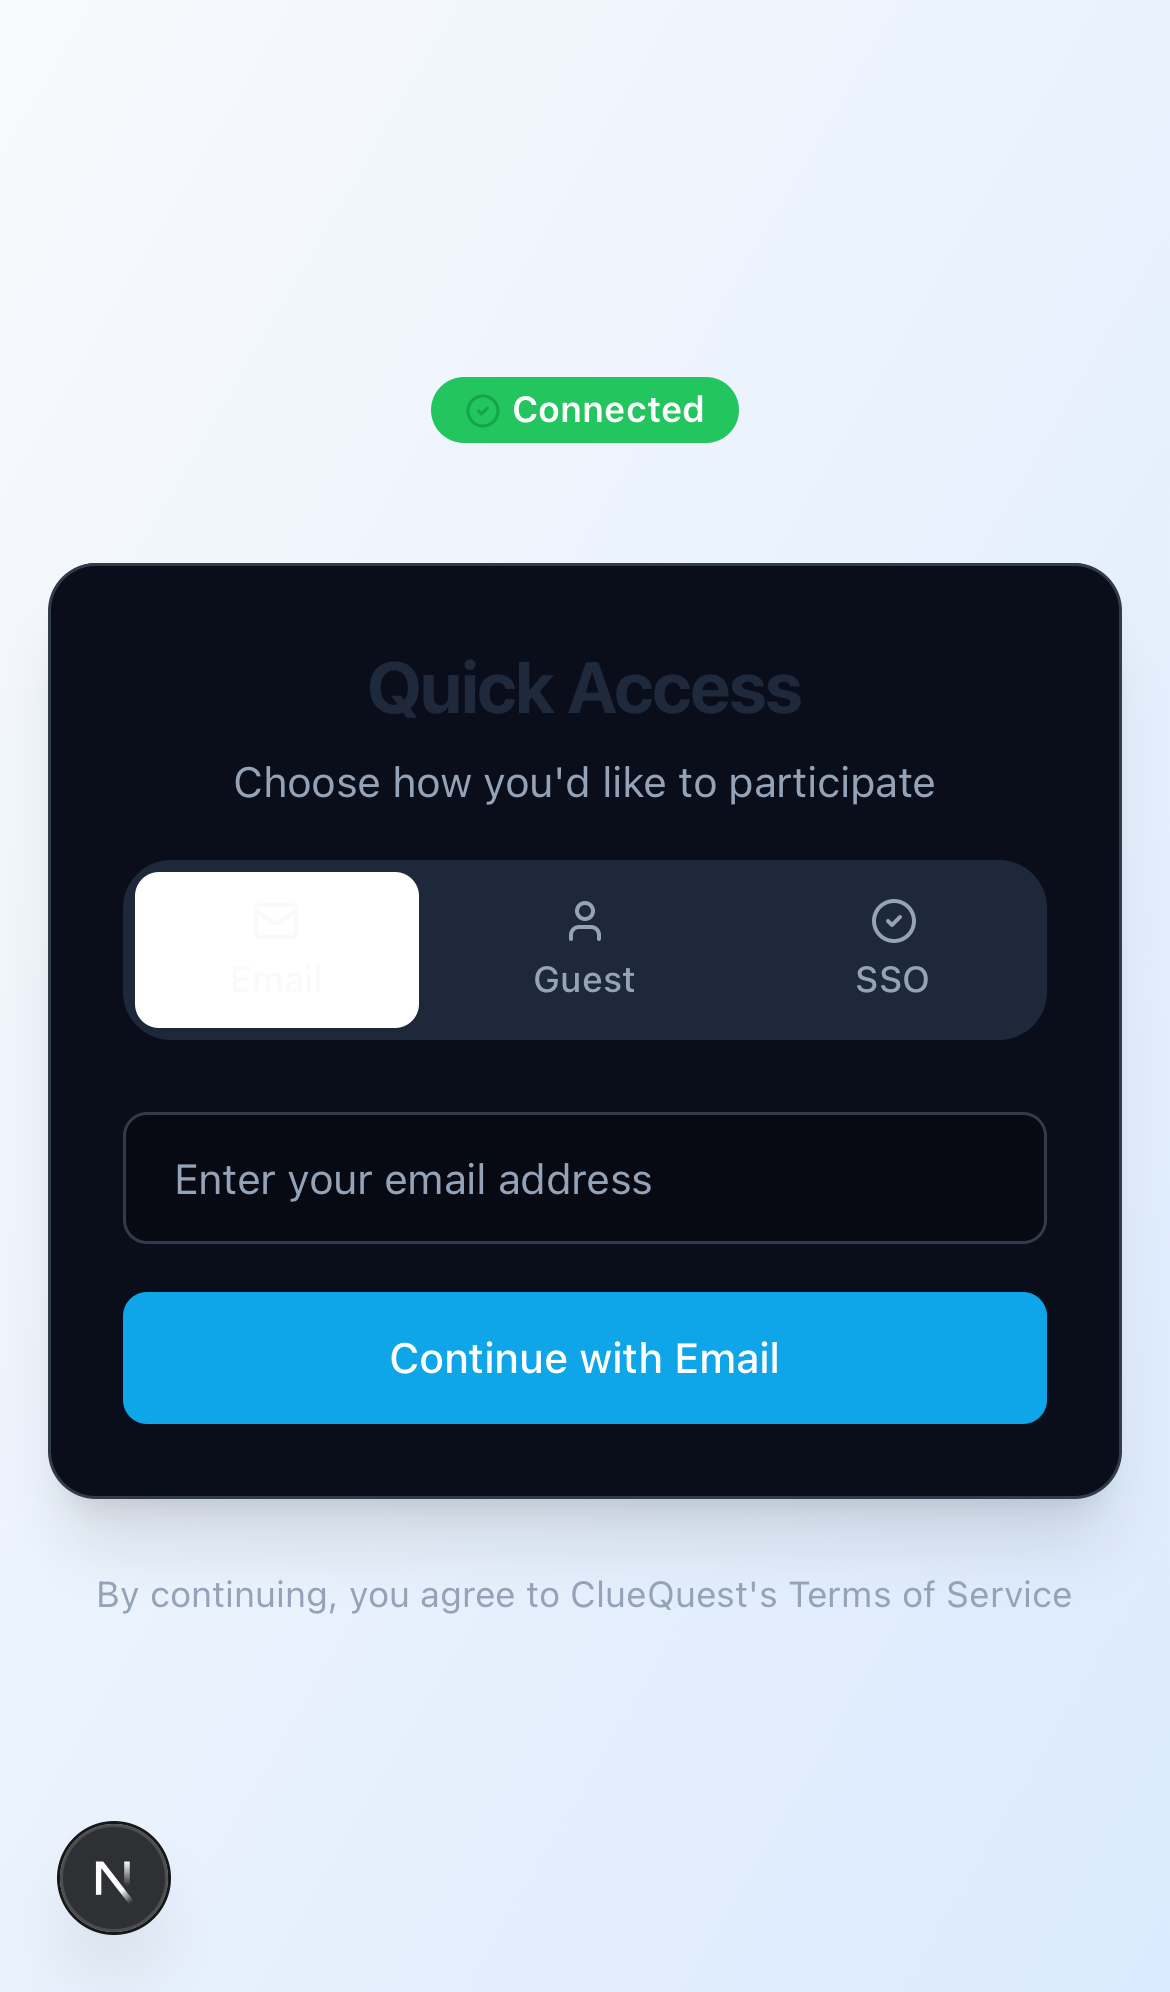 Connected
Quick Access
Choose how you'd like to participate
Email
Guest
SSO
Enter your email address
Continue with Email
By continuing, you agree to ClueQuest's Terms of Service
N